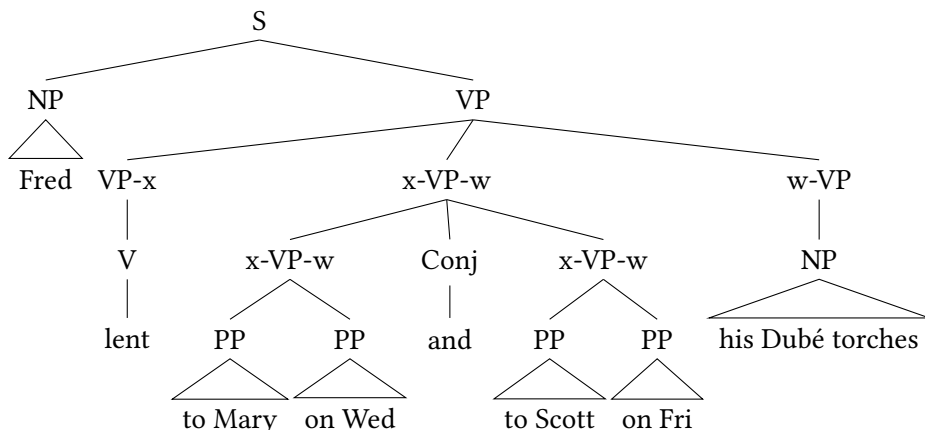 S
NP VP
Fred VP-x x-VP-w w-VP
V x-VP-w Conj x-VP-w NP
lent PP PP and PP PP his Dubé torches
to Mary on Wed to Scott on Fri